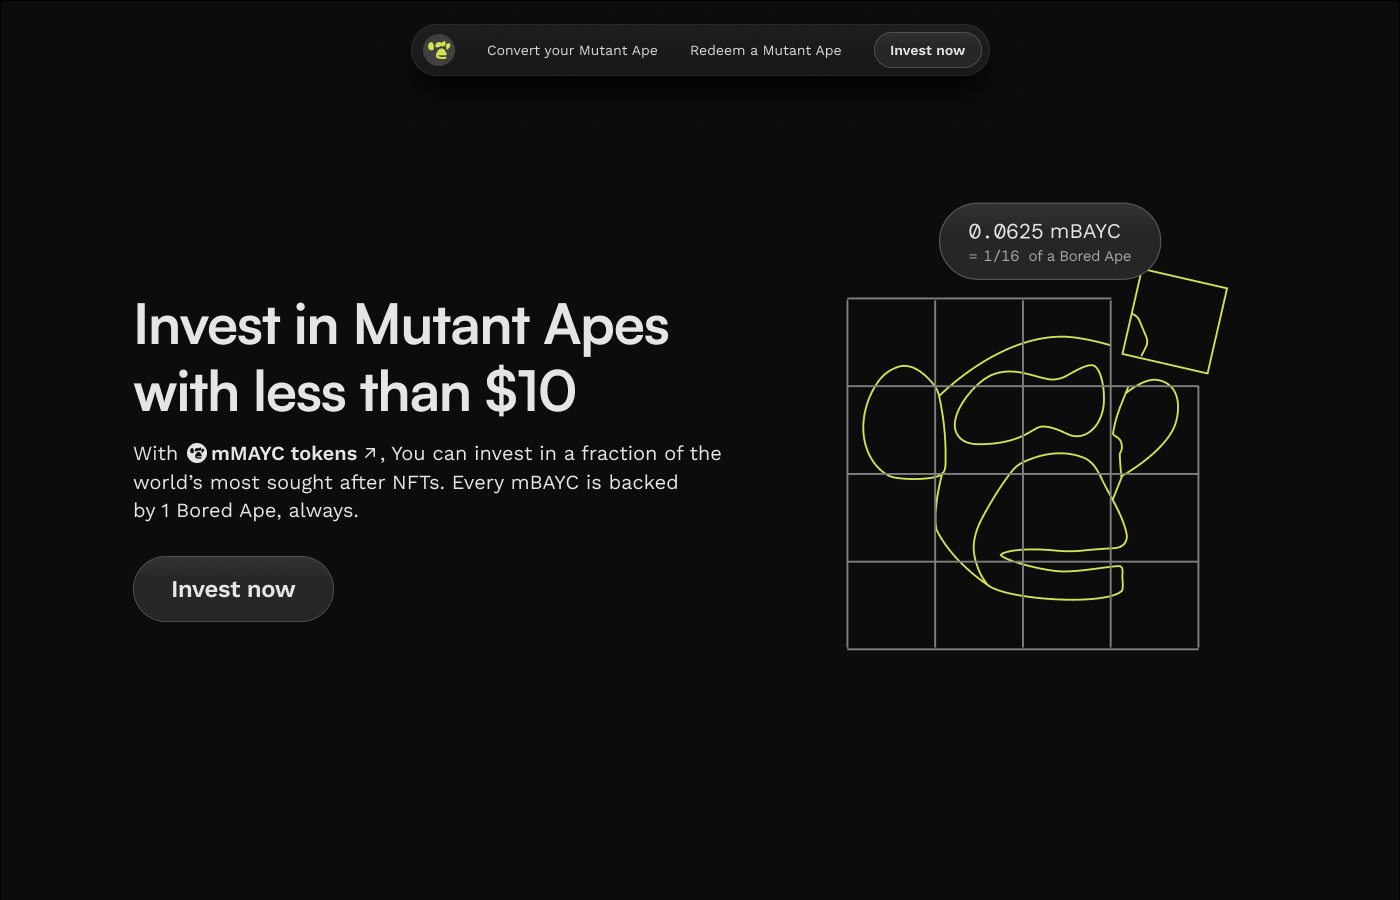 Convert your Mutant Ape
Redeem a Mutant Ape
Invest now
Invest in Mutant Apes
with less than $10
With mMAYC tokens ↗, You can invest in a fraction of the
world’s most sought after NFTs. Every mBAYC is backed
by 1 Bored Ape, always.
Invest now
0.0625 mBAYC
= 1/16 of a Bored Ape